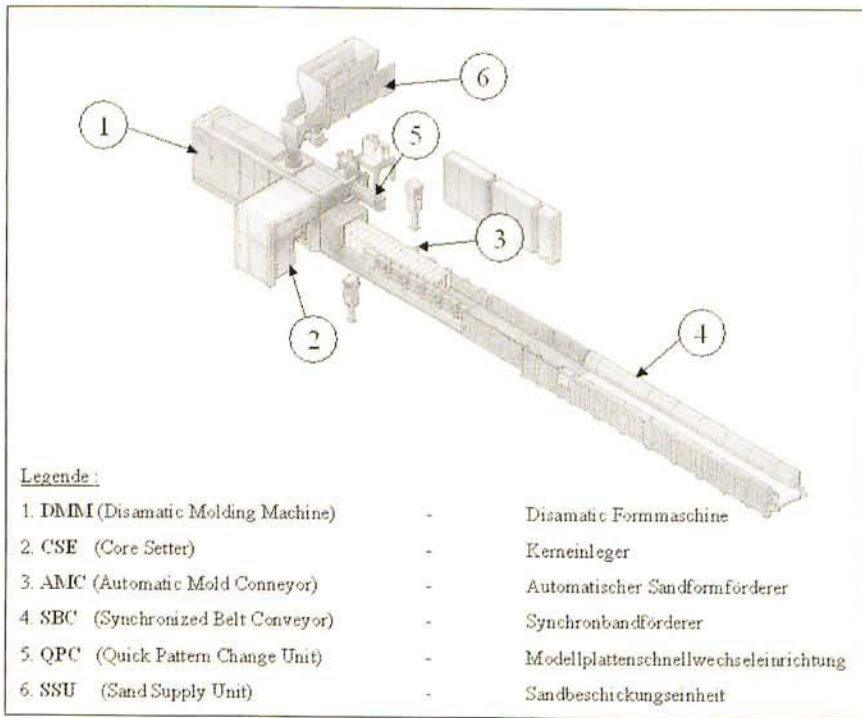 6
1
5
3
4
2
Legende :
1. DMM (Disamatic Molding Machine) - Disamatic Formmaschine
2. CSE (Core Setter) - Kerneinleger
3. AMC (Automatic Mold Conneyor) - Automatischer Sandformförderer
4. SBC (Synchronized Belt Conveyor) - Synchronbandförderer
5. QPC (Quick Pattern Change Unit) - Modellplattenschnellwechseleinrichtung
6. SSU (Sand Supply Unit) - Sandbeschickungseinheit